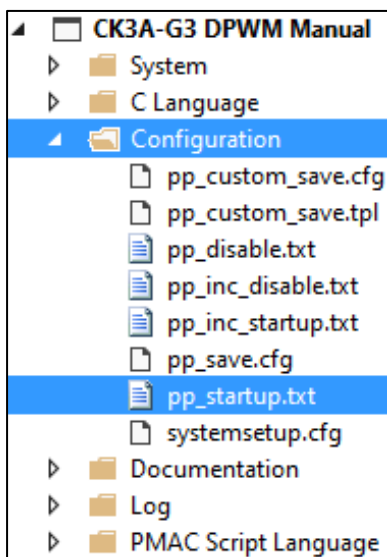 CK3A-G3 DPWM Manual
System
C Language
Configuration
pp_custom_save.cfg
pp_custom_save.tpl
pp_disable.txt
pp_inc_disable.txt
pp_inc_startup.txt
pp_save.cfg
pp_startup.txt
systemsetup.cfg
Documentation
Log
PMAC Script Language